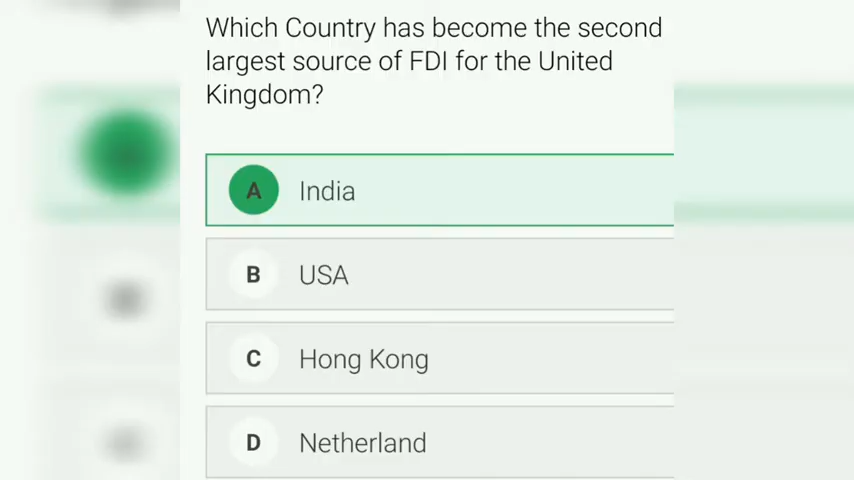 Which Country has become the second
largest source of FDI for the United
Kingdom?
A India
B USA
C Hong Kong
D Netherland